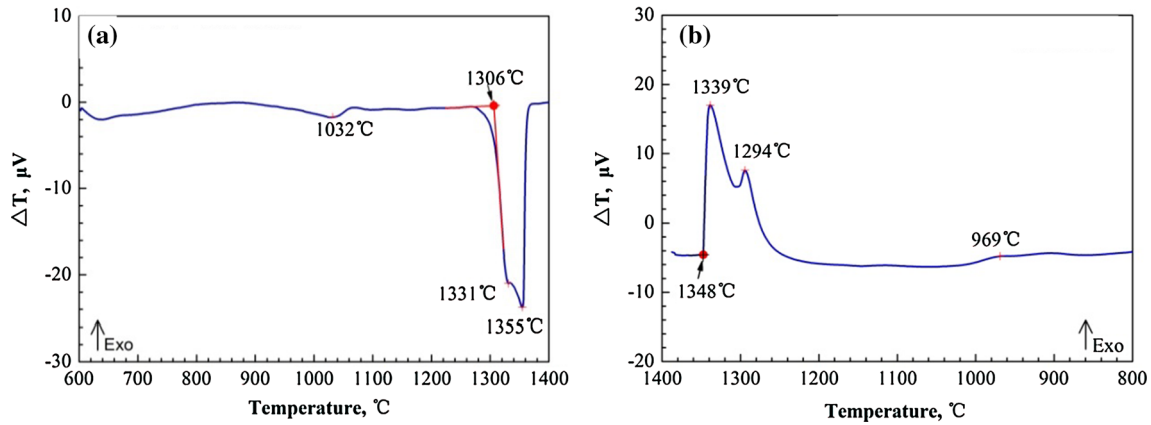 (a)
10
0
-10
-20
-30
△T, μV
1306℃
1032℃
1331℃
1355℃
Exo
600 700 800 900 1000 1100 1200 1300 1400
Temperature, ℃
(b)
30
20
10
0
-10
-20
△T, μV
1339℃
1294℃
969℃
1348℃
Exo
1400 1300 1200 1100 1000 900 800
Temperature, ℃